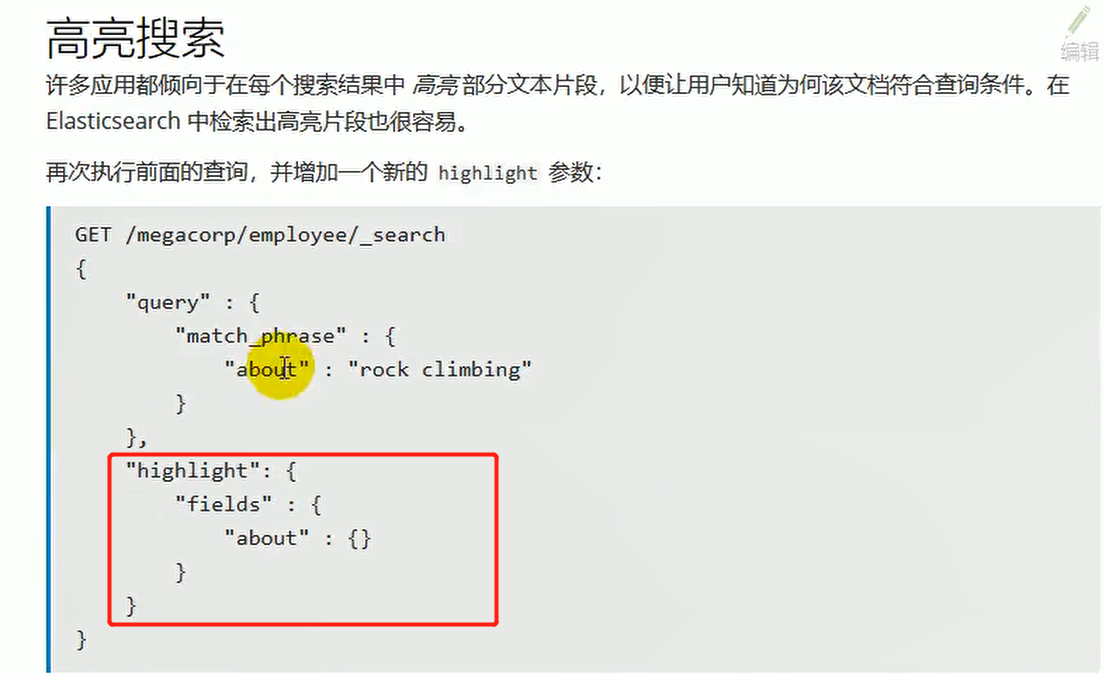 高亮搜索
编辑
许多应用都倾向于在每个搜索结果中 高亮 部分文本片段，以便让用户知道为何该文档符合查询条件。在
Elasticsearch 中检索出高亮片段也很容易。
再次执行前面的查询，并增加一个新的 highlight 参数：
GET /megacorp/employee/_search
{
    "query" : {
        "match_phrase" : {
            "about" : "rock climbing"
        }
    },
    "highlight": {
        "fields" : {
            "about" : {}
        }
    }
}